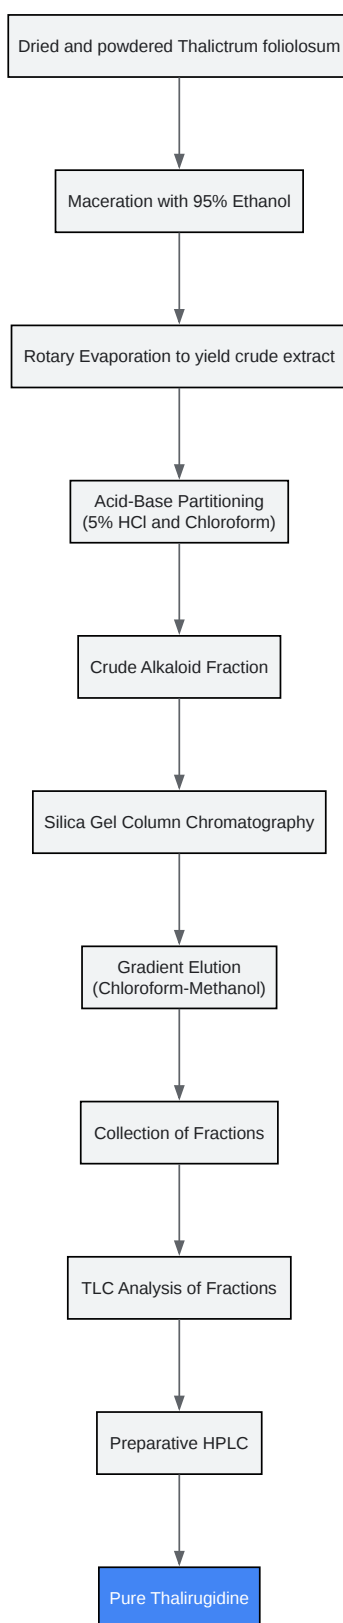 Dried and powdered Thalictrum foliolosum
Maceration with 95% Ethanol
Rotary Evaporation to yield crude extract
Acid-Base Partitioning
(5% HCl and Chloroform)
Crude Alkaloid Fraction
Silica Gel Column Chromatography
Gradient Elution
(Chloroform-Methanol)
Collection of Fractions
TLC Analysis of Fractions
Preparative HPLC
Pure Thalirugidine